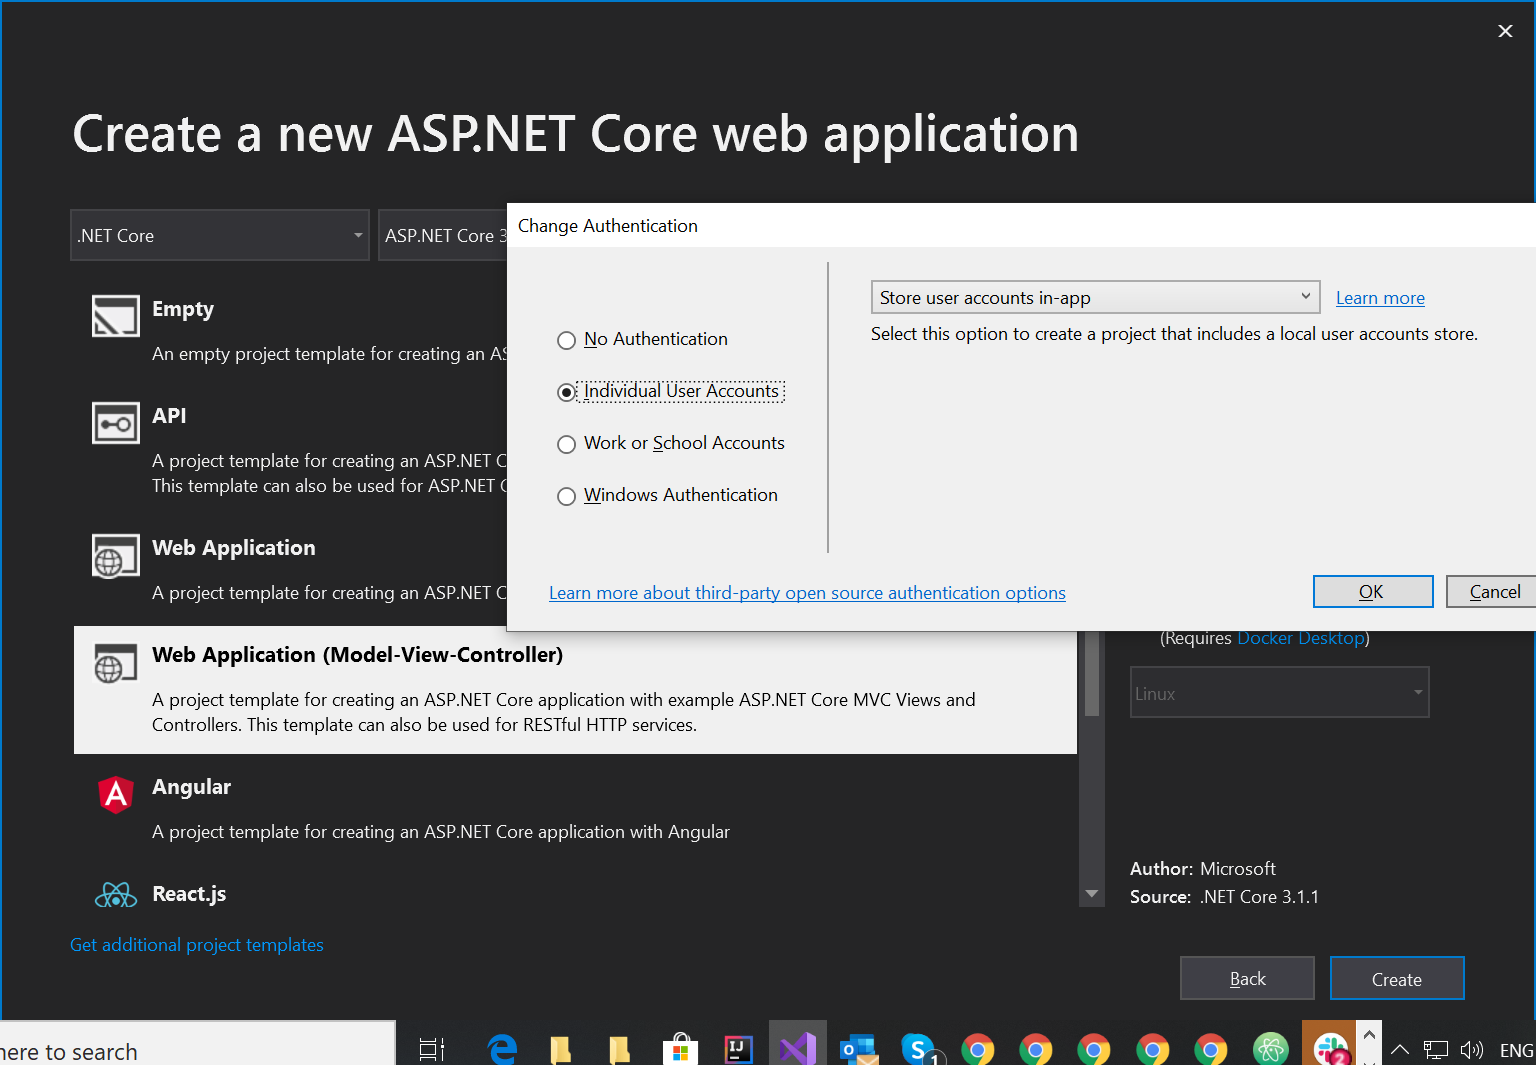 Create a new ASP.NET Core web application
.NET Core
ASP.NET Core 3
Empty
An empty project template for creating an AS
API
A project template for creating an ASP.NET C
This template can also be used for ASP.NET C
Web Application
A project template for creating an ASP.NET C
Web Application (Model-View-Controller)
A project template for creating an ASP.NET Core application with example ASP.NET Core MVC Views and
Controllers. This template can also be used for RESTful HTTP services.
Angular
A project template for creating an ASP.NET Core application with Angular
React.js
Get additional project templates
Change Authentication
No Authentication
Individual User Accounts
Work or School Accounts
Windows Authentication
Store user accounts in-app
Learn more
Select this option to create a project that includes a local user accounts store.
Learn more about third-party open source authentication options
OK
Cancel
(Requires Docker Desktop)
Linux
Author: Microsoft
Source: .NET Core 3.1.1
Back
Create
here to search
IJ
S
1
2
ENG